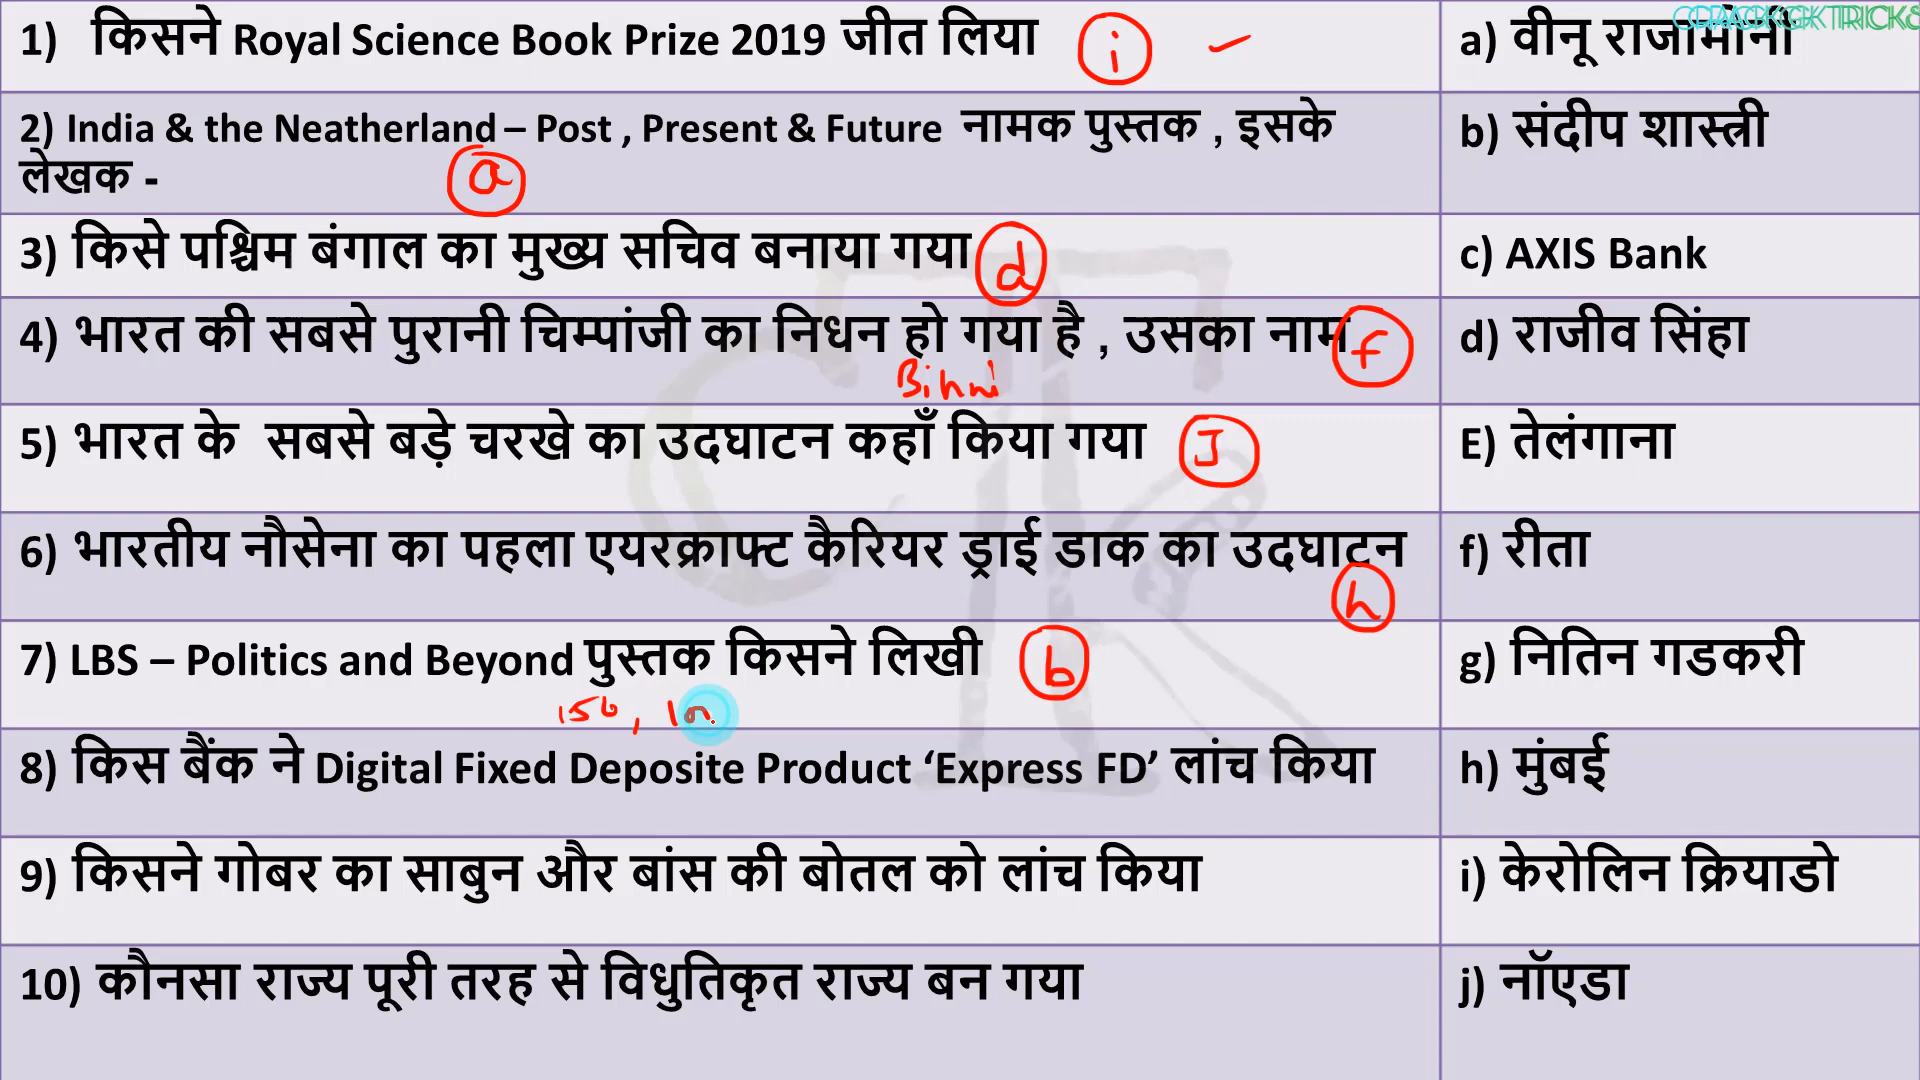 CRACKGKTRICKS
1) किसने Royal Science Book Prize 2019 जीत लिया i
a) वीनू राजामोनी
2) India & the Neatherland – Post , Present & Future नामक पुस्तक , इसके
लेखक - a
b) संदीप शास्त्री
3) किसे पश्चिम बंगाल का मुख्य सचिव बनाया गया d
c) AXIS Bank
4) भारत की सबसे पुरानी चिम्पांजी का निधन हो गया है , उसका नाम f
d) राजीव सिंहा
5) भारत के सबसे बड़े चरखे का उदघाटन कहाँ किया गया J
E) तेलंगाना
6) भारतीय नौसेना का पहला एयरक्राफ्ट कैरियर ड्राई डाक का उदघाटन
h
f) रीता
7) LBS – Politics and Beyond पुस्तक किसने लिखी b
g) नितिन गडकरी
8) किस बैंक ने Digital Fixed Deposite Product ‘Express FD’ लांच किया
h) मुंबई
9) किसने गोबर का साबुन और बांस की बोतल को लांच किया
i) केरोलिन क्रियाडो
10) कौनसा राज्य पूरी तरह से विधुतिकृत राज्य बन गया
j) नॉएडा